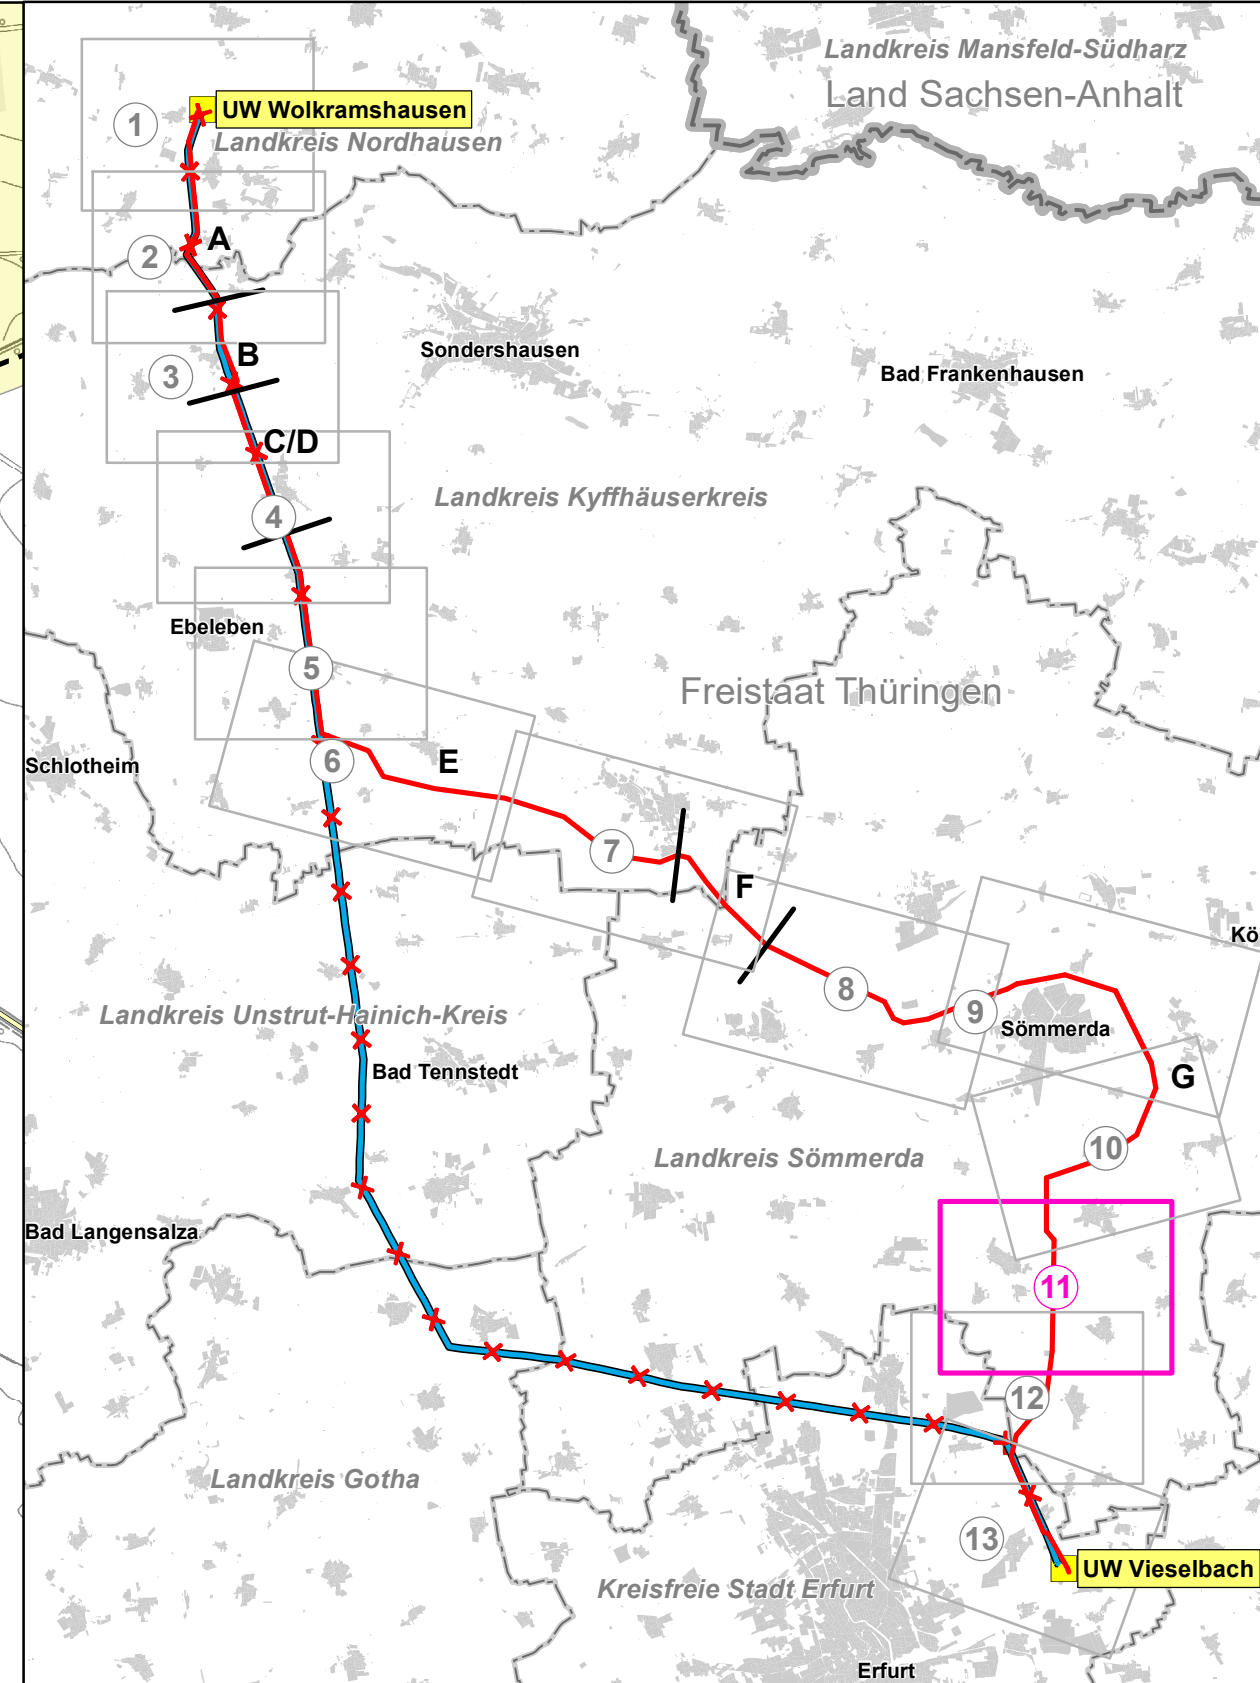 Landkreis Mansfeld-Südharz
Land Sachsen-Anhalt
UW Wolkramshausen
1
Landkreis Nordhausen
A
2
B
3
Sondershausen
Bad Frankenhausen
C/D
Landkreis Kyffhäuserkreis
4
Ebeleben
5
Freistaat Thüringen
Schlotheim
6
E
7
F
8
Kö
9
Sömmerda
Landkreis Unstrut-Hainich-Kreis
Bad Tennstedt
G
10
Landkreis Sömmerda
Bad Langensalza
11
12
Landkreis Gotha
13
UW Vieselbach
Kreisfreie Stadt Erfurt
Erfurt